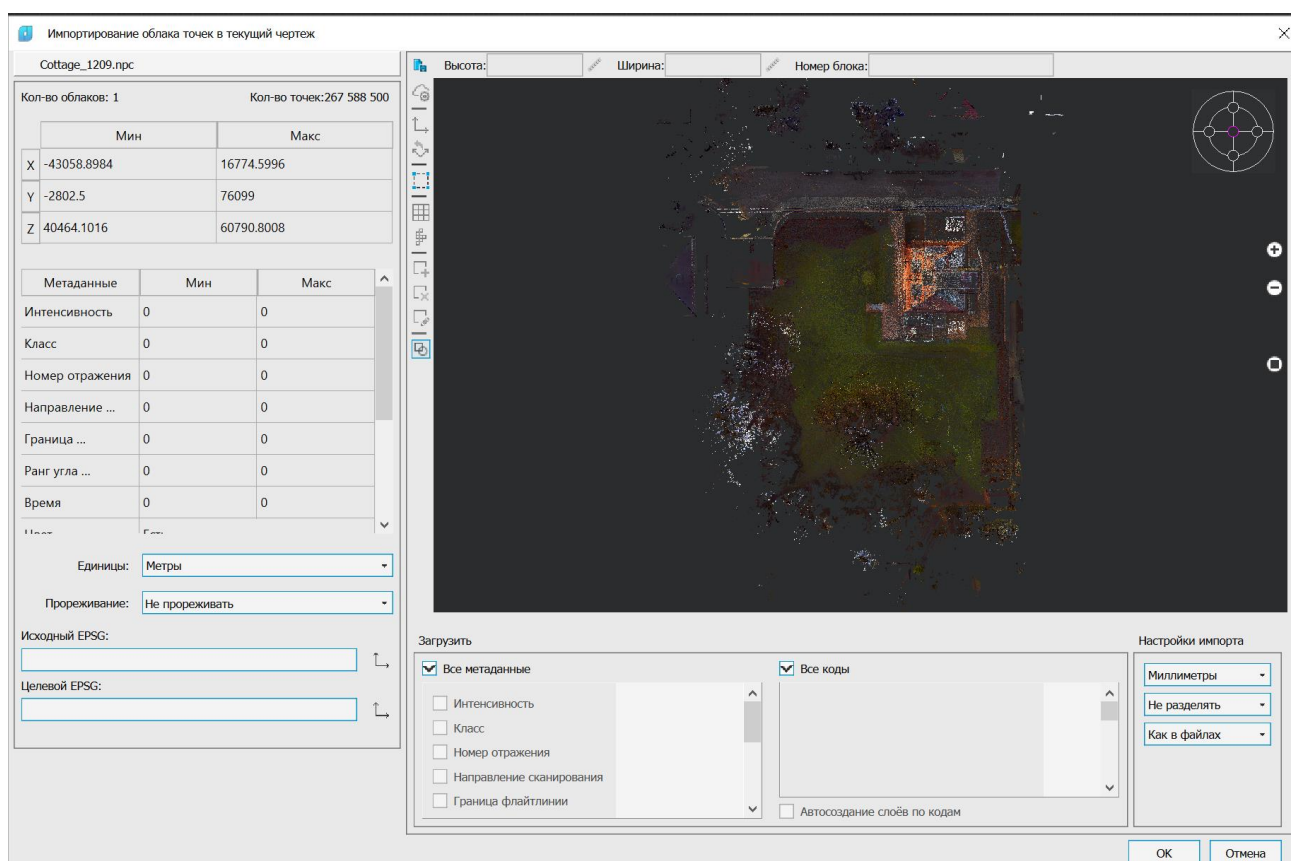 Импортирование облака точек в текущий чертеж
Cottage_1209.npc
Кол-во облаков: 1 Кол-во точек:267 588 500
Мин Макс
X -43058.8984 16774.5996
Y -2802.5 76099
Z 40464.1016 60790.8008
Метаданные Мин Макс
Интенсивность 0 0
Класс 0 0
Номер отражения 0 0
Направление ... 0 0
Граница ... 0 0
Ранг угла ... 0 0
Время 0 0
Единицы: Метры
Прореживание: Не прореживать
Исходный EPSG:
Целевой EPSG:
Высота: Ширина: Номер блока:
Загрузить
Все метаданные
Интенсивность
Класс
Номер отражения
Направление сканирования
Граница флайтлинии
Все коды
Автосоздание слоёв по кодам
Настройки импорта
Миллиметры
Не разделять
Как в файлах
ОК Отмена